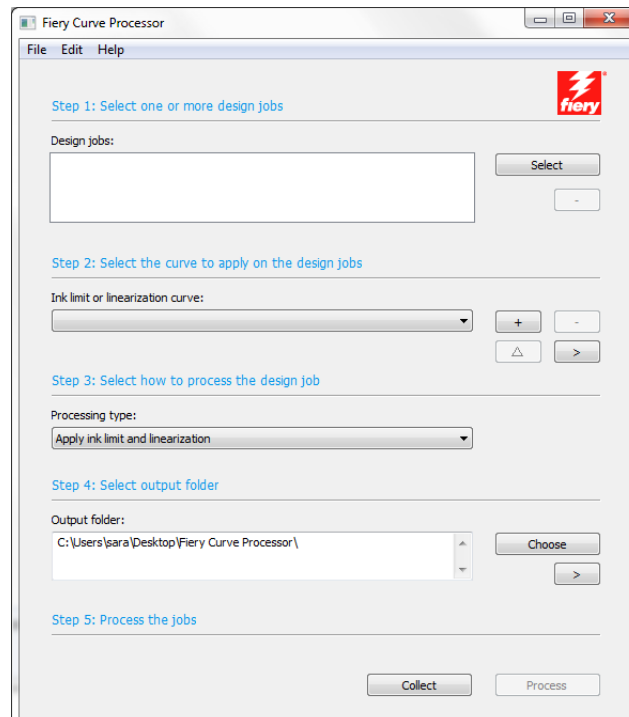 Fiery Curve Processor
File Edit Help
fiery
Step 1: Select one or more design jobs
Design jobs:
Select
-
Step 2: Select the curve to apply on the design jobs
Ink limit or linearization curve:
+ -
△ >
Step 3: Select how to process the design job
Processing type:
Apply ink limit and linearization
Step 4: Select output folder
Output folder:
C:\Users\sara\Desktop\Fiery Curve Processor\
Choose
>
Step 5: Process the jobs
Collect Process